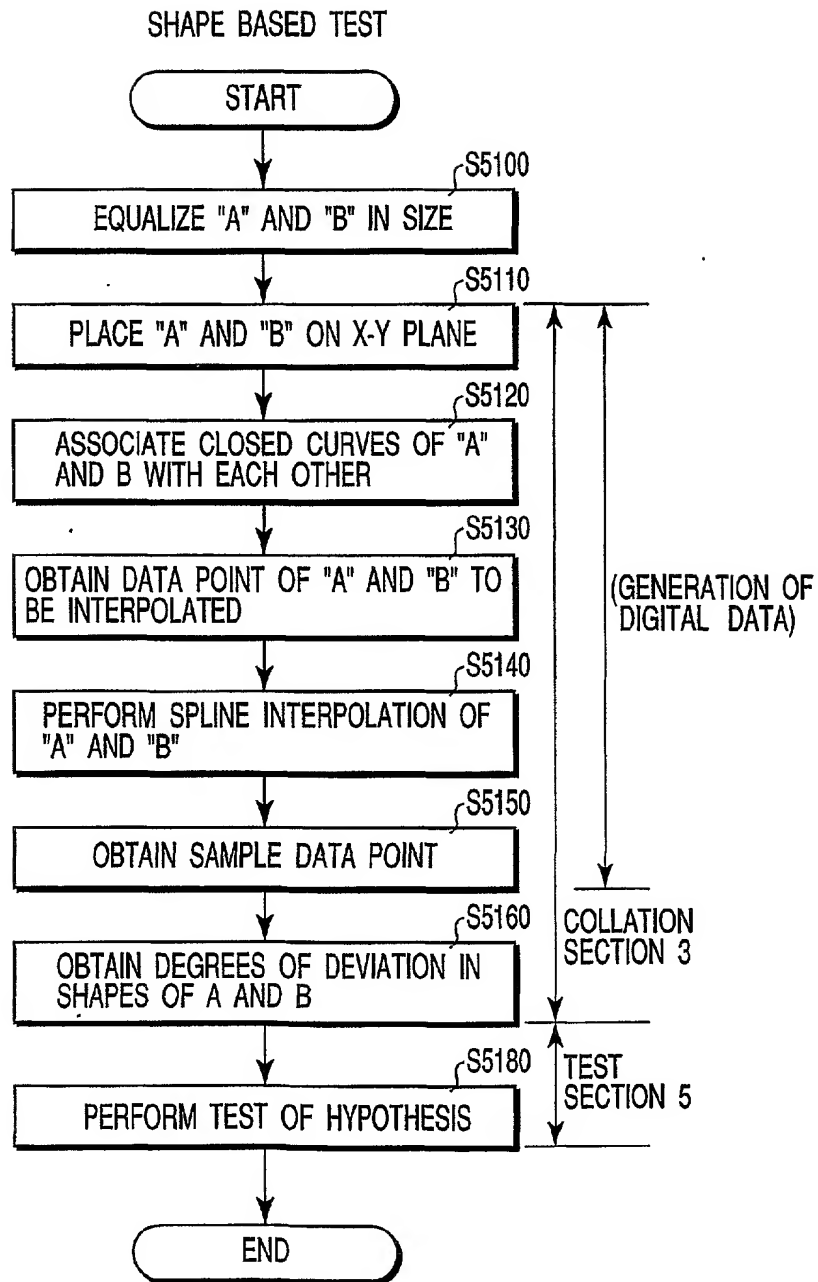 SHAPE BASED TEST
START
S5100
EQUALIZE "A" AND "B" IN SIZE
S5110
PLACE "A" AND "B" ON X-Y PLANE
S5120
ASSOCIATE CLOSED CURVES OF "A"
AND B WITH EACH OTHER
S5130
OBTAIN DATA POINT OF "A" AND "B" TO
BE INTERPOLATED
(GENERATION OF
DIGITAL DATA)
S5140
PERFORM SPLINE INTERPOLATION OF
"A" AND "B"
S5150
OBTAIN SAMPLE DATA POINT
S5160
OBTAIN DEGREES OF DEVIATION IN
SHAPES OF A AND B
COLLATION
SECTION 3
S5180
PERFORM TEST OF HYPOTHESIS
TEST
SECTION 5
END